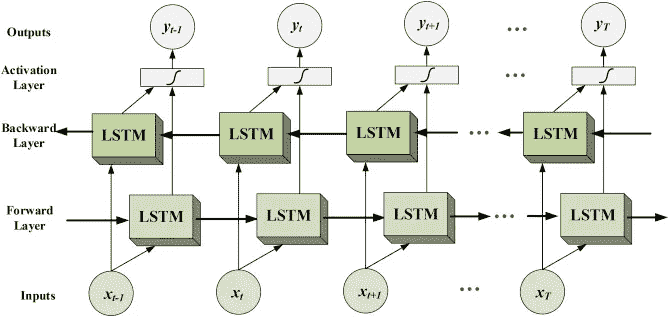 Outputs y_{t-1} y_t y_{t+1} ... y_T
Activation
Layer ∫ ∫ ∫ ... ∫
Backward
Layer LSTM LSTM LSTM ... LSTM
Forward
Layer LSTM LSTM LSTM ... LSTM
Inputs x_{t-1} x_t x_{t+1} ... x_T